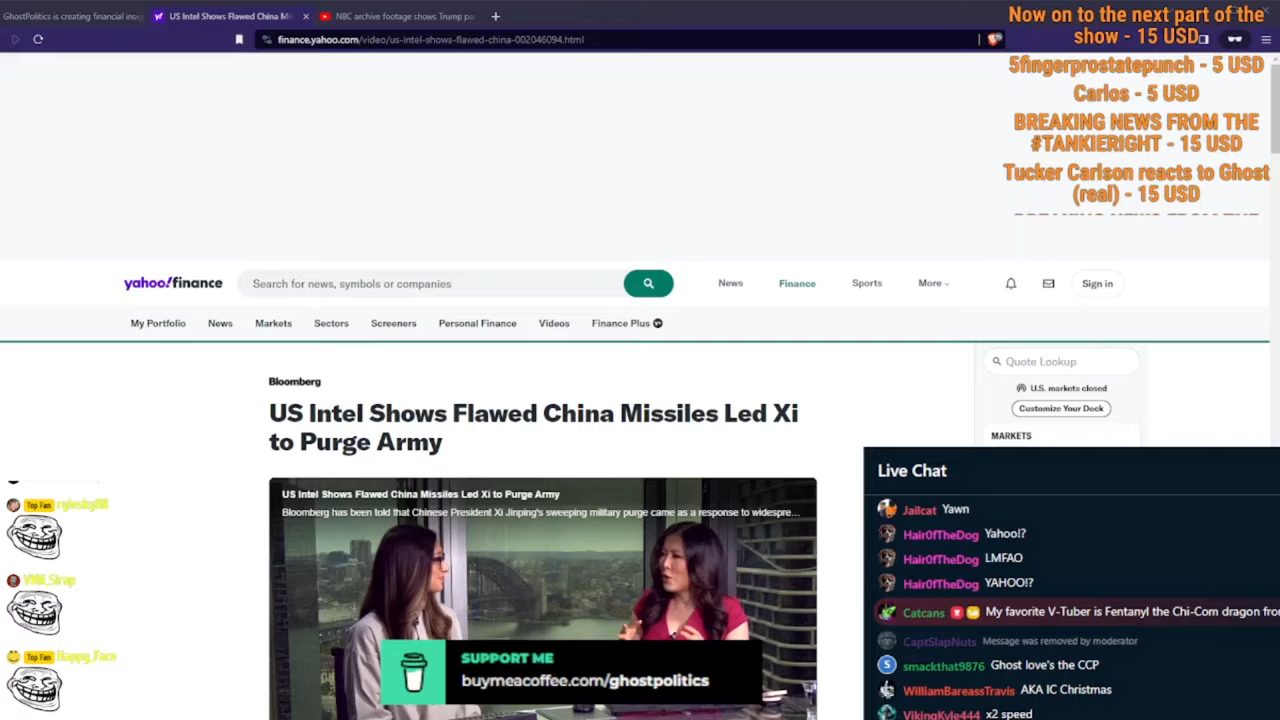 GhostPolitics is creating financial insig
US Intel Shows Flawed China Mi
NBC archive footage shows Trump pa
finance.yahoo.com/video/us-intel-shows-flawed-china-002046094.html
Now on to the next part of the
show - 15 USD
5fingerprostatepunch - 5 USD
Carlos - 5 USD
BREAKING NEWS FROM THE
#TANKIERIGHT - 15 USD
Tucker Carlson reacts to Ghost
(real) - 15 USD
BREAKING NEWS FROM THE
yahoo!finance
Search for news, symbols or companies
News
Finance
Sports
More
Sign in
My Portfolio
News
Markets
Sectors
Screeners
Personal Finance
Videos
Finance Plus
Quote Lookup
U.S. markets closed
Customize Your Deck
MARKETS
Bloomberg
US Intel Shows Flawed China Missiles Led Xi
to Purge Army
US Intel Shows Flawed China Missiles Led Xi to Purge Army
Bloomberg has been told that Chinese President Xi Jinping's sweeping military purge came as a response to widespre...
SUPPORT ME
buymeacoffee.com/ghostpolitics
Top Fan
Top Fan Happy_Face
Live Chat
Jailcat Yawn
Hair0fTheDog Yahoo!?
Hair0fTheDog LMFAO
Hair0fTheDog YAHOO!?
Catcans My favorite V-Tuber is Fentanyl the Chi-Com dragon fro
CaptSlapNuts Message was removed by moderator
smackthat9876 Ghost love's the CCP
WilliamBareassTravis AKA IC Christmas
VikingKyle444 x2 speed